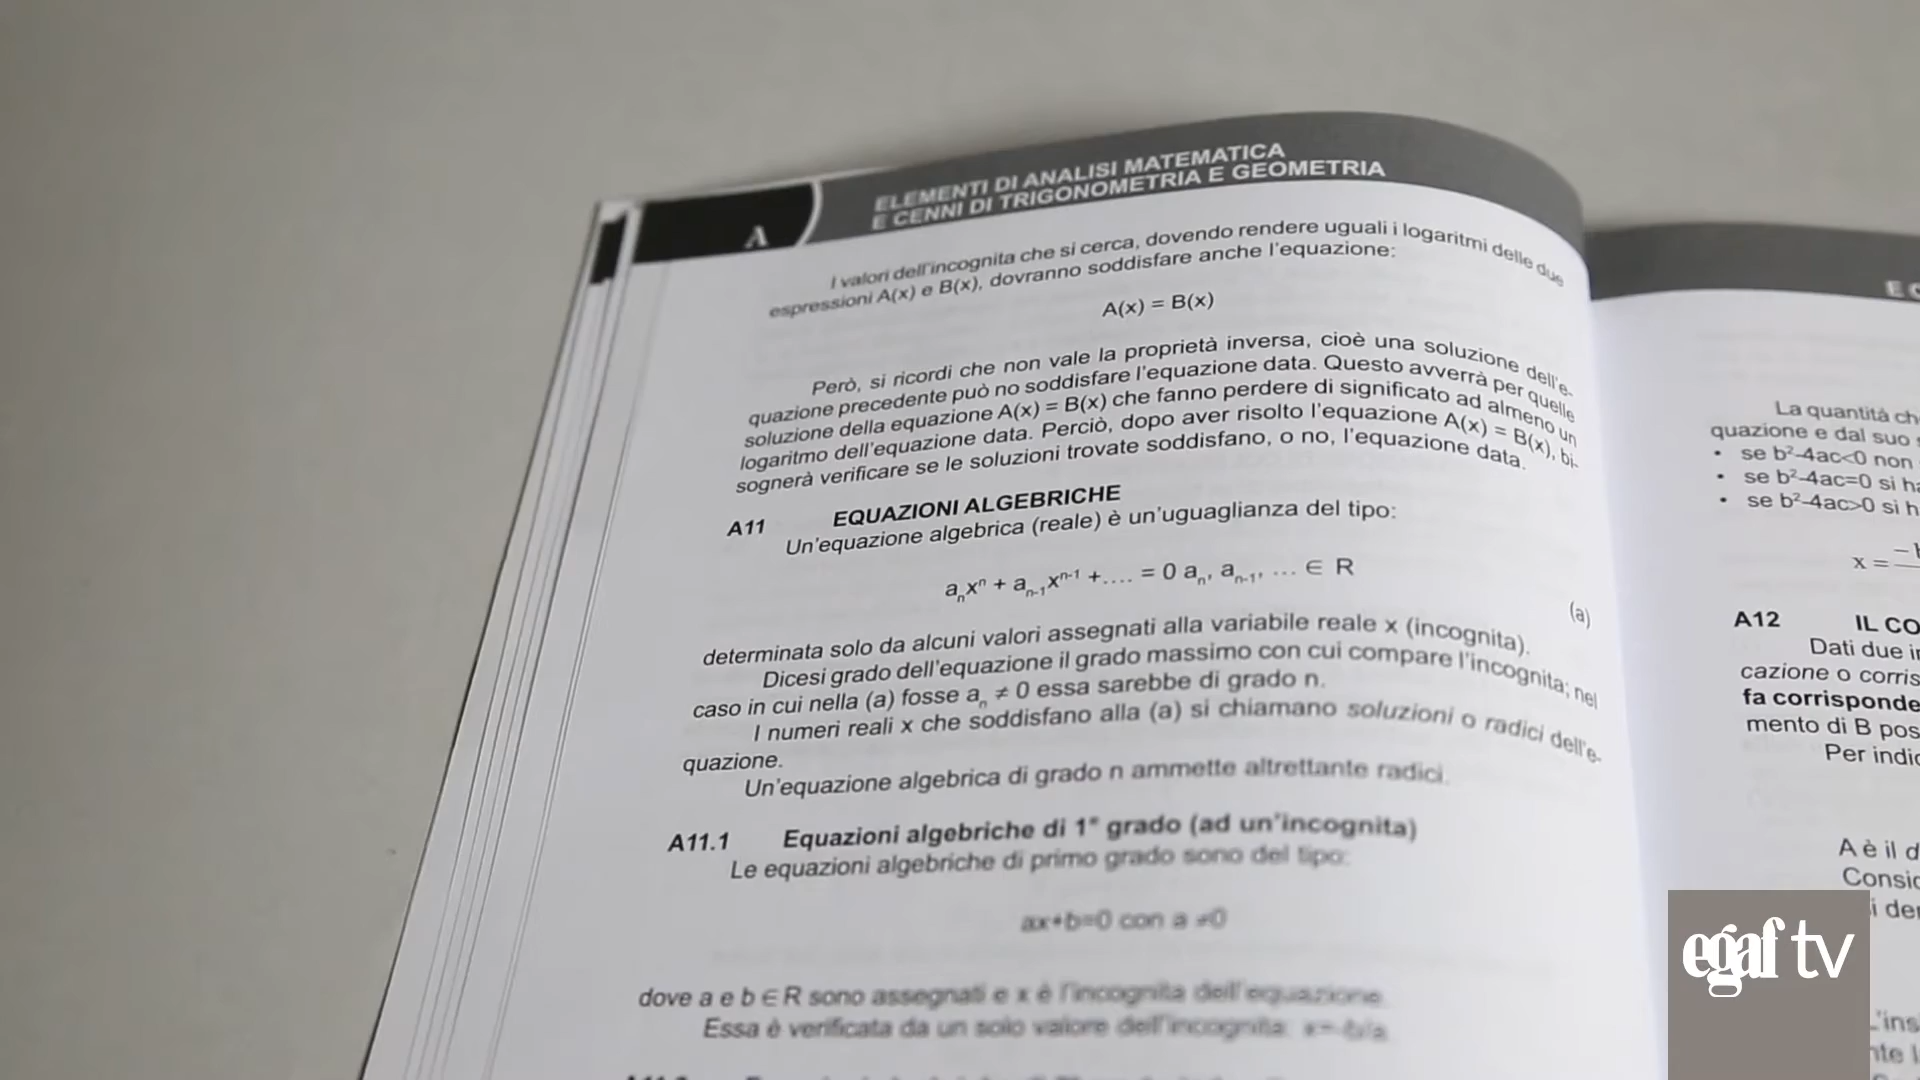 ELEMENTI DI ANALISI MATEMATICA
E CENNI DI TRIGONOMETRIA E GEOMETRIA
A
I valori dell'incognita che si cerca, dovendo rendere uguali i logaritmi delle due
espressioni A(x) e B(x), dovranno soddisfare anche l'equazione:
A(x) = B(x)
Però, si ricordi che non vale la proprietà inversa, cioè una soluzione dell'e-
quazione precedente può no soddisfare l'equazione data. Questo avverrà per quelle
soluzione della equazione A(x) = B(x) che fanno perdere di significato ad almeno un
logaritmo dell'equazione data. Perciò, dopo aver risolto l'equazione A(x) = B(x), bi-
sognerà verificare se le soluzioni trovate soddisfano, o no, l'equazione data.
A11 EQUAZIONI ALGEBRICHE
Un'equazione algebrica (reale) è un'uguaglianza del tipo:
aₙxⁿ + aₙ₋₁xⁿ⁻¹ +.... = 0 aₙ, aₙ₋₁, ... ∈ R
(a)
determinata solo da alcuni valori assegnati alla variabile reale x (incognita).
Dicesi grado dell'equazione il grado massimo con cui compare l'incognita; nel
caso in cui nella (a) fosse aₙ ≠ 0 essa sarebbe di grado n.
I numeri reali x che soddisfano alla (a) si chiamano soluzioni o radici dell'e-
quazione.
Un'equazione algebrica di grado n ammette altrettante radici.
A11.1 Equazioni algebriche di 1° grado (ad un'incognita)
Le equazioni algebriche di primo grado sono del tipo:
ax+b=0 con a ≠0
dove a e b ∈ R sono assegnati e x è l'incognita dell'equazione.
Essa è verificata da un solo valore dell'incognita: x=-b/a
E C
La quantità ch
quazione e dal suo
• se b²-4ac<0 non
• se b²-4ac=0 si ha
• se b²-4ac>0 si h
x =
A12 IL CO
Dati due in
cazione o corris
fa corrisponde
mento di B pos
Per indic
A è il d
Consid
i der
egaf tv
'ins
nte l